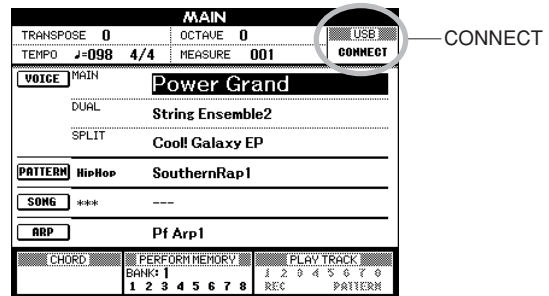 MAIN
TRANSPOSE 0 OCTAVE 0 USB
TEMPO ♩=098 4/4 MEASURE 001 CONNECT
CONNECT
VOICE MAIN Power Grand
DUAL String Ensemble2
SPLIT Cool! Galaxy EP
PATTERN HipHop SouthernRap1
SONG *** ---
ARP Pf Arp1
CHORD PERFORM MEMORY PLAY TRACK
BANK: 1 1 2 3 4 5 6 7 8
1 2 3 4 5 6 7 8 REC PATTERN